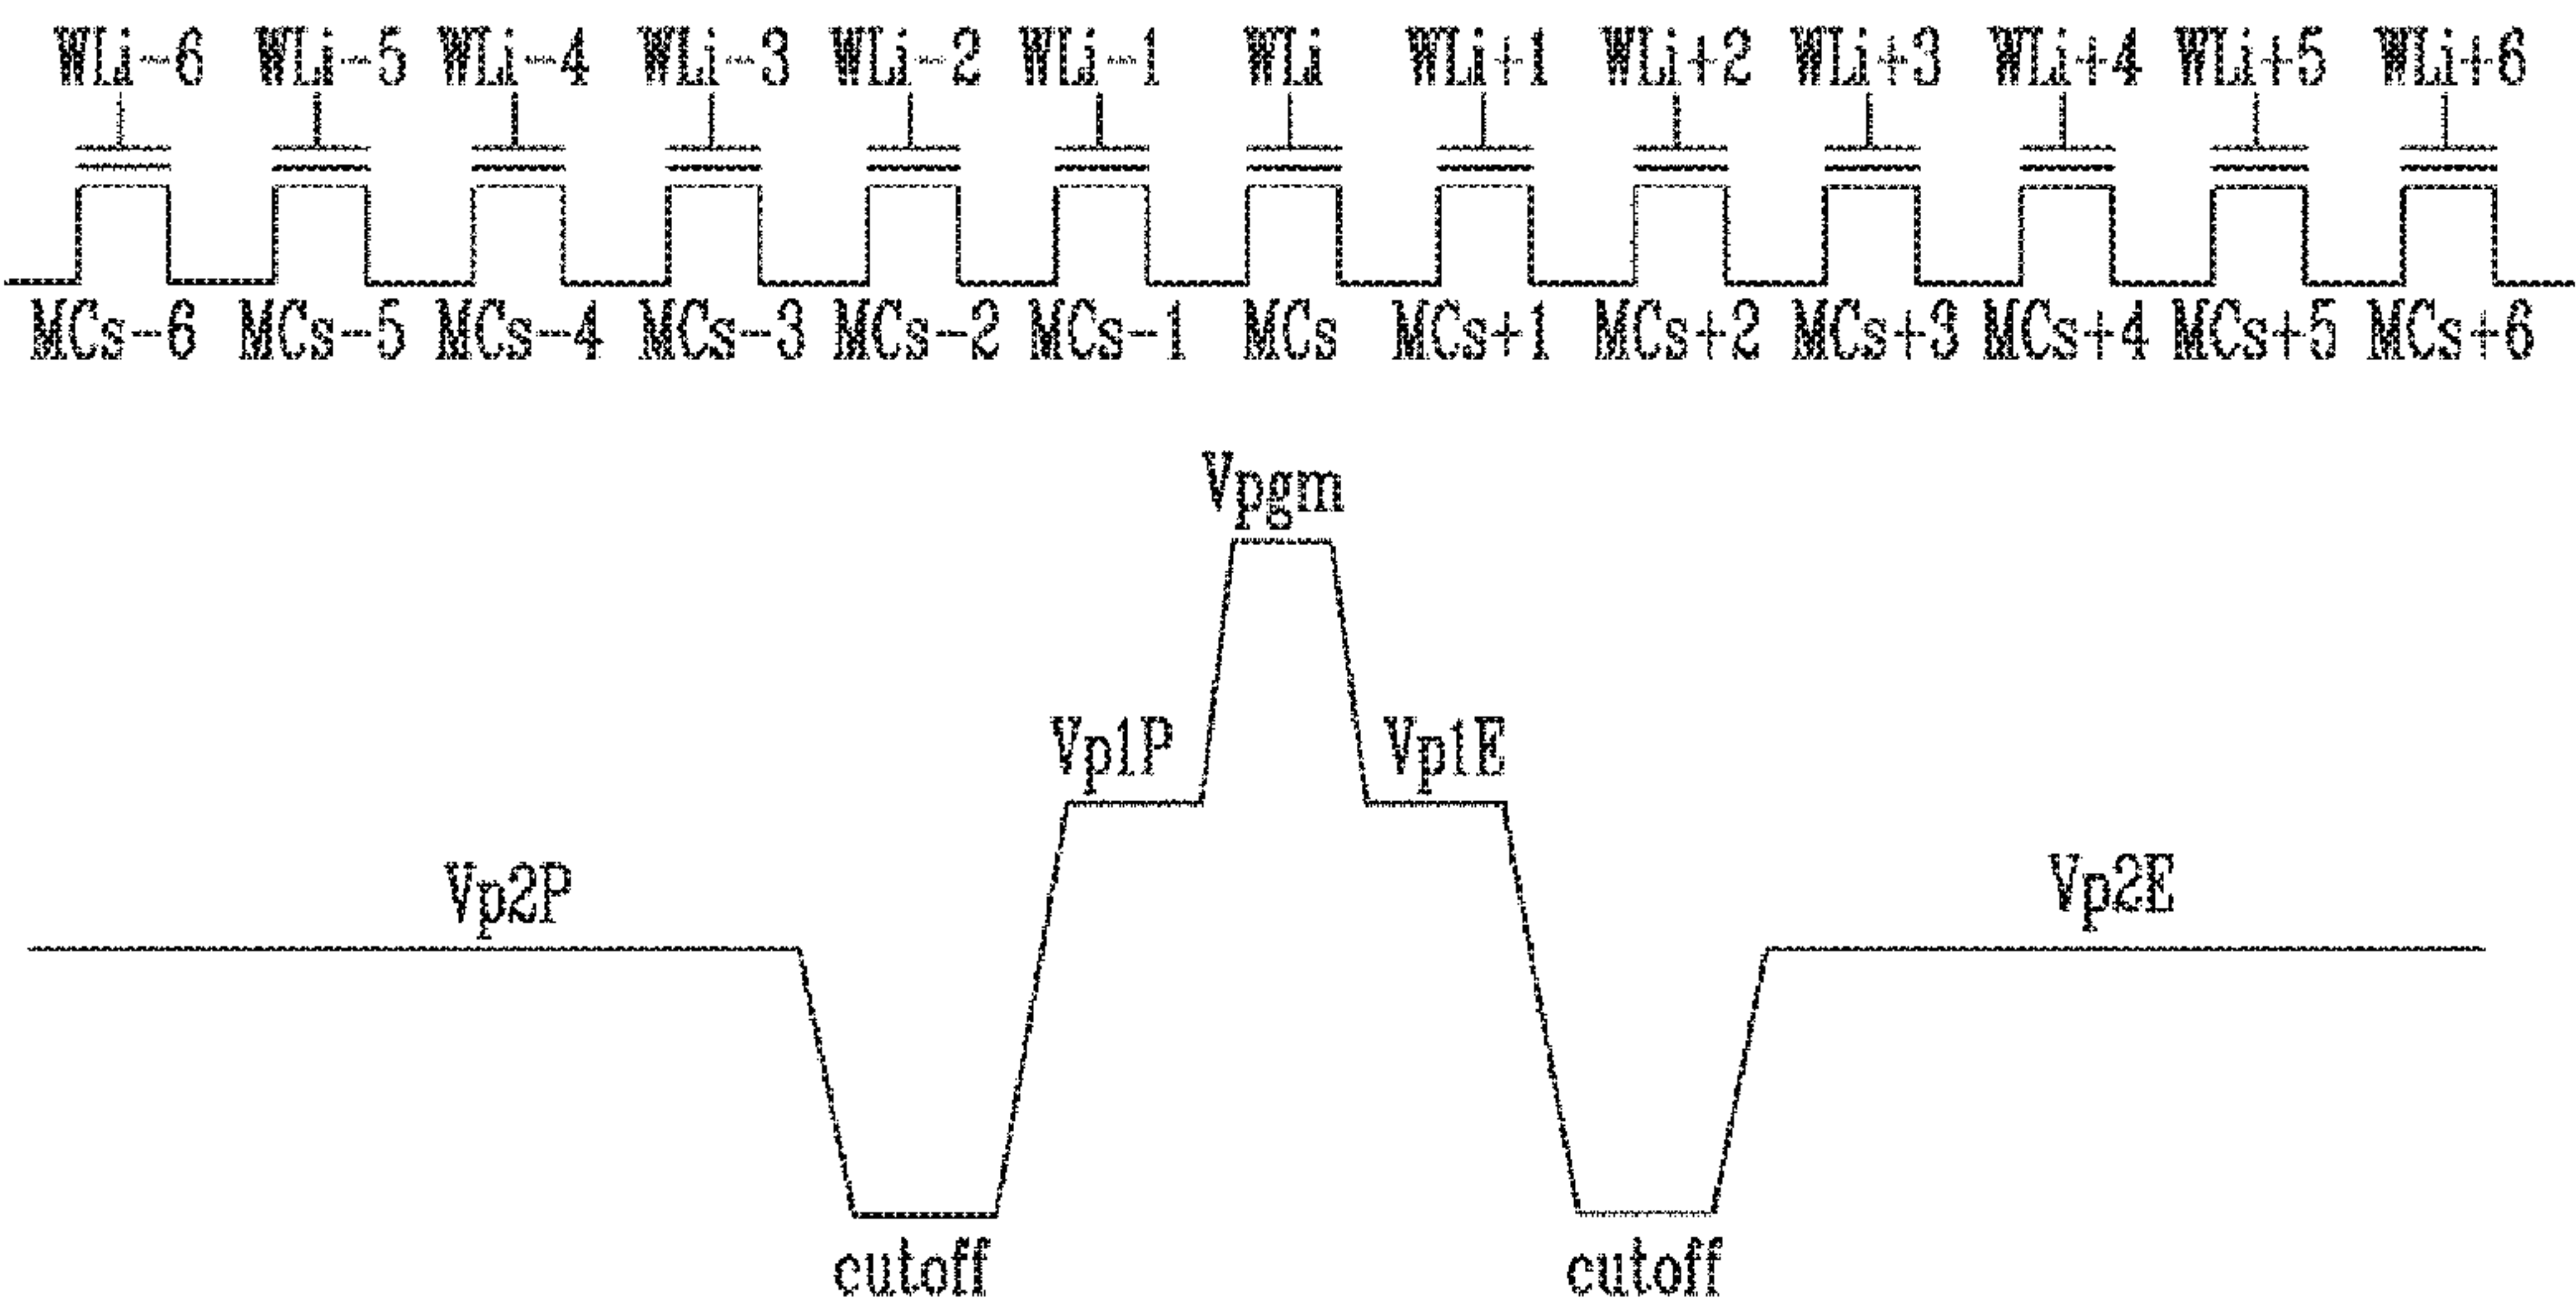 WLi-6 WLi-5 WLi-4 WLi-3 WLi-2 WLi-1 WLi WLi+1 WLi+2 WLi+3 WLi+4 WLi+5 WLi+6
MCs-6 MCs-5 MCs-4 MCs-3 MCs-2 MCs-1 MCs MCs+1 MCs+2 MCs+3 MCs+4 MCs+5 MCs+6
Vpgm
Vp1P Vp1E
Vp2P Vp2E
cutoff cutoff